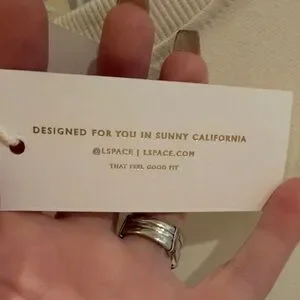 DESIGNED FOR YOU IN SUNNY CALIFORNIA
@LSPACE | LSPACE.COM
THAT FEEL GOOD FIT